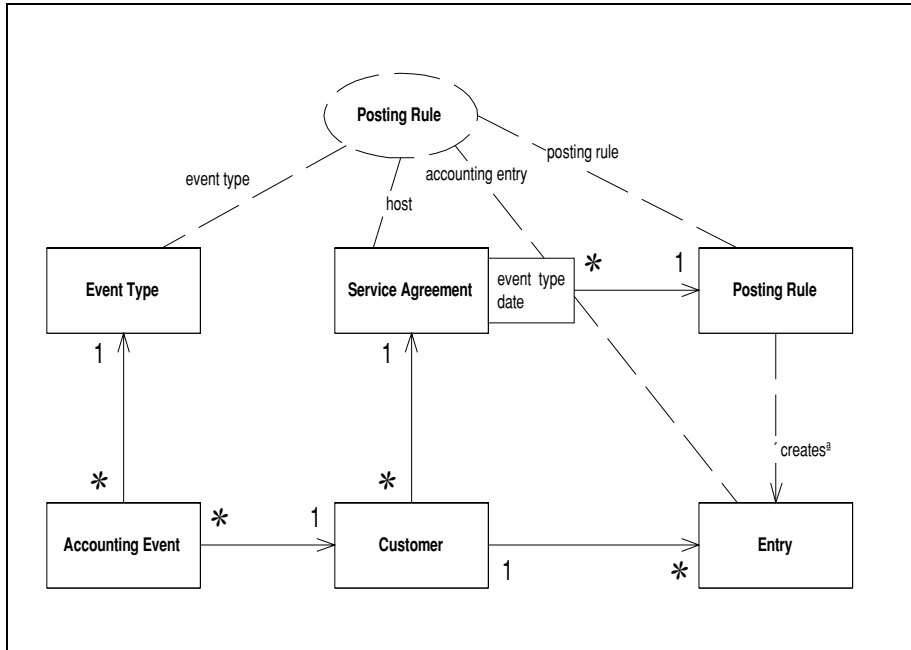 Posting Rule
event type
host
accounting entry
posting rule
Event Type
Service Agreement
event type
date
*
1
Posting Rule
1
1
*
*
*
1
´createsª
Accounting Event
Customer
1
*
Entry